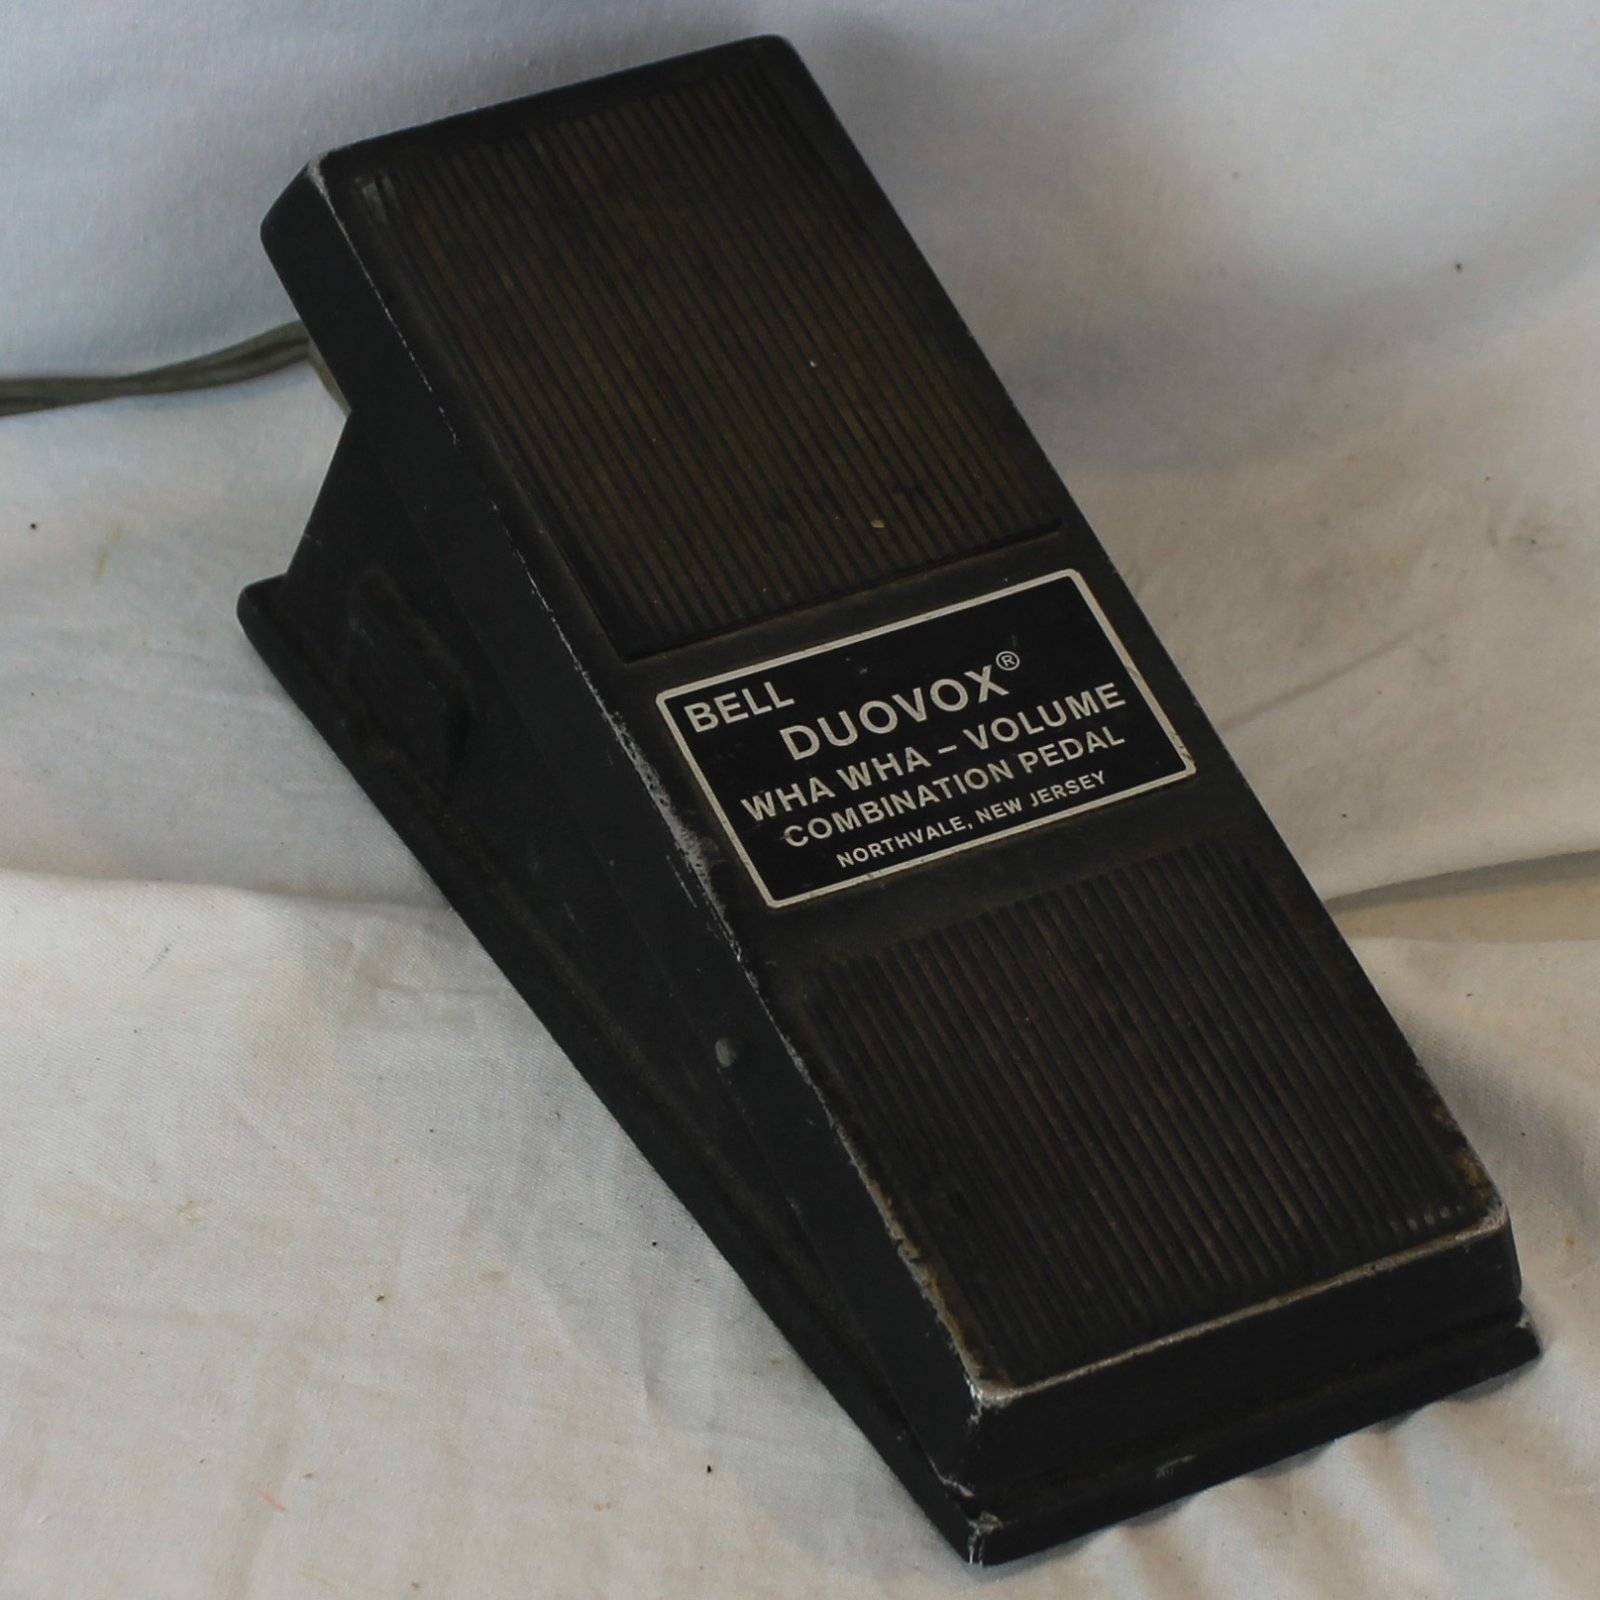 BELL
DUOVOX®
WHA WHA – VOLUME
COMBINATION PEDAL
NORTHVALE, NEW JERSEY